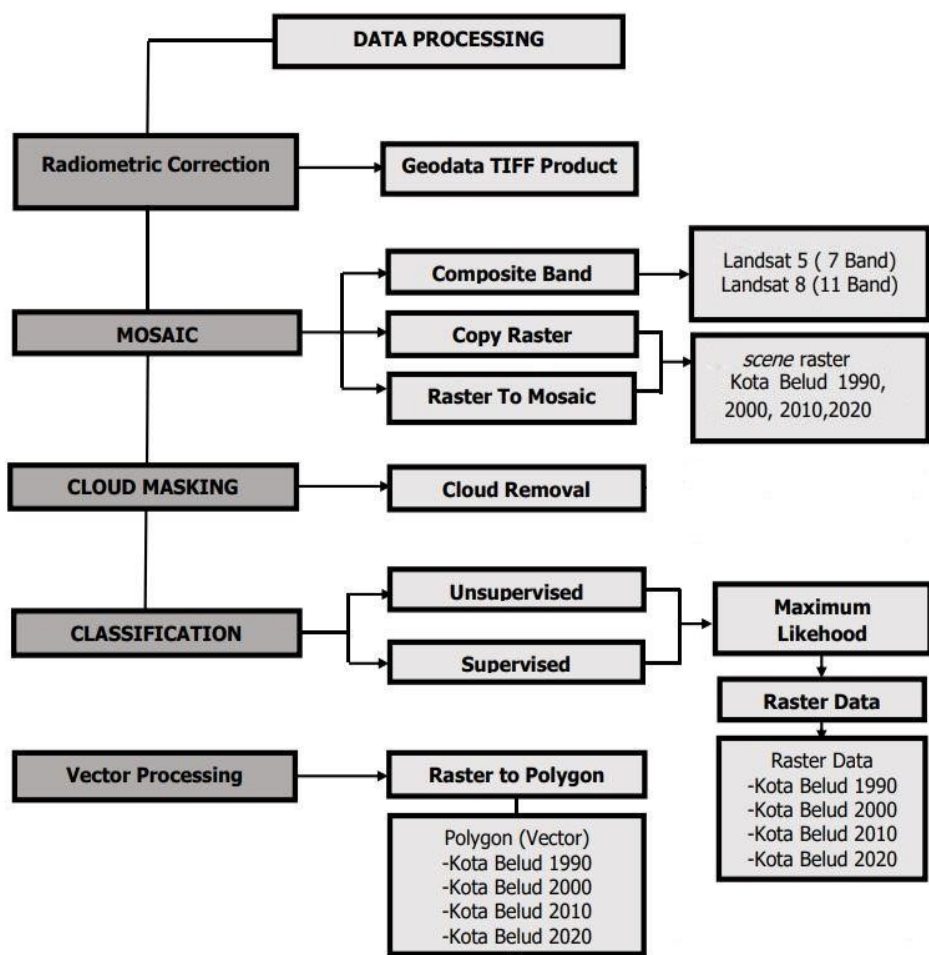 DATA PROCESSING
Radiometric Correction
Geodata TIFF Product
Composite Band
Landsat 5 ( 7 Band)
Landsat 8 (11 Band)
MOSAIC
Copy Raster
Raster To Mosaic
scene raster
Kota Belud 1990,
2000, 2010,2020
CLOUD MASKING
Cloud Removal
CLASSIFICATION
Unsupervised
Supervised
Maximum
Likehood
Raster Data
Raster Data
-Kota Belud 1990
-Kota Belud 2000
-Kota Belud 2010
-Kota Belud 2020
Vector Processing
Raster to Polygon
Polygon (Vector)
-Kota Belud 1990
-Kota Belud 2000
-Kota Belud 2010
-Kota Belud 2020